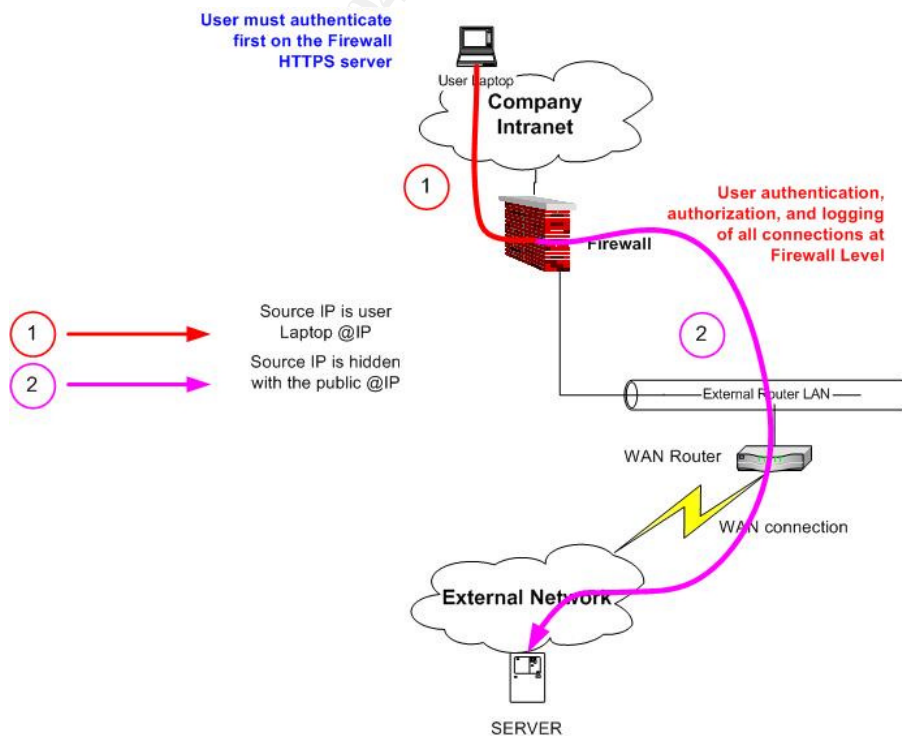 User must authenticate
first on the Firewall
HTTPS server
User Laptop
Company
Intranet
1
User authentication,
authorization, and logging
of all connections at
Firewall Level
Firewall
1
Source IP is user
Laptop @IP
2
Source IP is hidden
with the public @IP
2
External Router LAN
WAN Router
WAN connection
External Network
SERVER